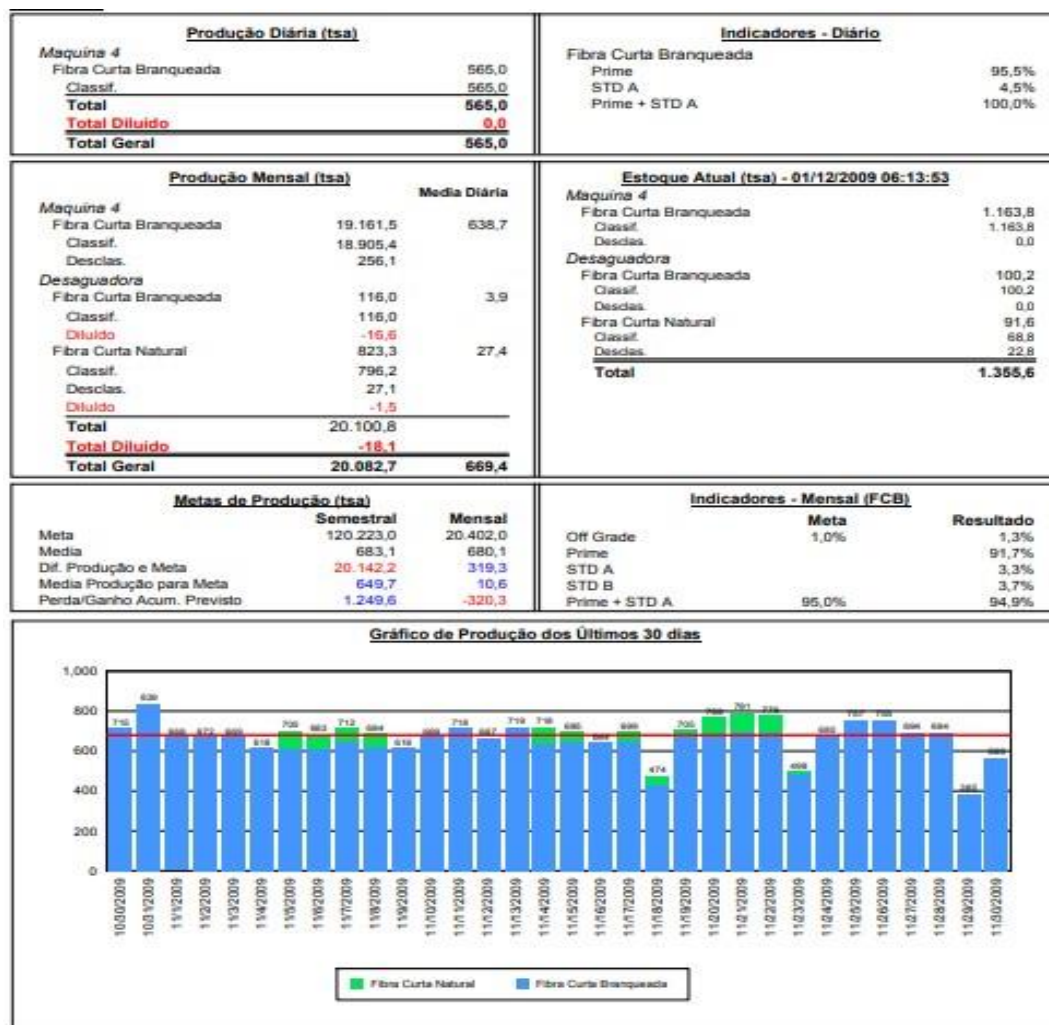 Produção Diária (tsa)
Maquina 4
Fibra Curta Branqueada 565,0
Classif. 565,0
Total 565,0
Total Diluído 0,0
Total Geral 565,0
Indicadores - Diário
Fibra Curta Branqueada
Prime 95,5%
STD A 4,5%
Prime + STD A 100,0%
Produção Mensal (tsa)
Media Diária
Maquina 4
Fibra Curta Branqueada 19.161,5 638,7
Classif. 18.905,4
Desclas. 256,1
Desaguadora
Fibra Curta Branqueada 116,0 3,9
Classif. 116,0
Diluído -16,6
Fibra Curta Natural 823,3 27,4
Classif. 796,2
Desclas. 27,1
Diluído -1,5
Total 20.100,8
Total Diluído -18,1
Total Geral 20.082,7 669,4
Estoque Atual (tsa) - 01/12/2009 06:13:53
Maquina 4
Fibra Curta Branqueada 1.163,8
Classif. 1.163,8
Desclas. 0,0
Desaguadora
Fibra Curta Branqueada 100,2
Classif. 100,2
Desclas. 0,0
Fibra Curta Natural 91,6
Classif. 68,8
Desclas. 22,8
Total 1.355,6
Metas de Produção (tsa)
Semestral Mensal
Meta 120.223,0 20.402,0
Media 683,1 680,1
Dif. Produção e Meta 20.142,2 319,3
Media Produção para Meta 649,7 10,6
Perda/Ganho Acum. Previsto 1.249,6 -320,3
Indicadores - Mensal (FCB)
Meta Resultado
Off Grade 1,0% 1,3%
Prime 91,7%
STD A 3,3%
STD B 3,7%
Prime + STD A 95,0% 94,9%
Gráfico de Produção dos Últimos 30 dias
1,000
800
600
400
200
0
839
712
684
618
719
718
474
705
781
498
694
684
10/30/2009
10/31/2009
11/1/2009
11/2/2009
11/3/2009
11/4/2009
11/5/2009
11/6/2009
11/7/2009
11/8/2009
11/9/2009
11/10/2009
11/11/2009
11/12/2009
11/13/2009
11/14/2009
11/15/2009
11/16/2009
11/17/2009
11/18/2009
11/19/2009
11/20/2009
11/21/2009
11/22/2009
11/23/2009
11/24/2009
11/25/2009
11/26/2009
11/27/2009
11/28/2009
11/29/2009
11/30/2009
Fibra Curta Natural
Fibra Curta Branqueada